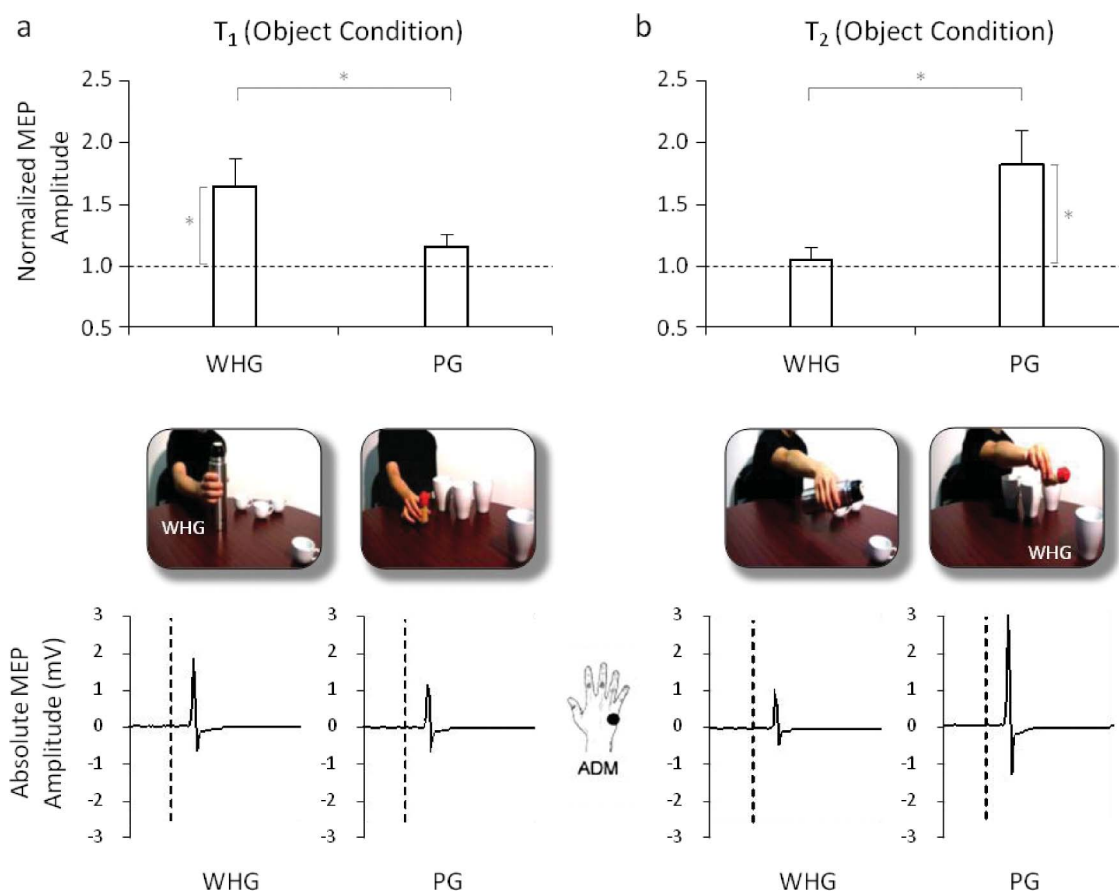 a
T1 (Object Condition)
Normalized MEP
Amplitude
2.5
2.0
1.5
1.0
0.5
*
*
WHG
PG
b
T2 (Object Condition)
2.5
2.0
1.5
1.0
0.5
*
*
WHG
PG
WHG
WHG
Absolute MEP
Amplitude (mV)
3
2
1
0
-1
-2
-3
WHG
3
2
1
0
-1
-2
-3
PG
ADM
3
2
1
0
-1
-2
-3
WHG
3
2
1
0
-1
-2
-3
PG